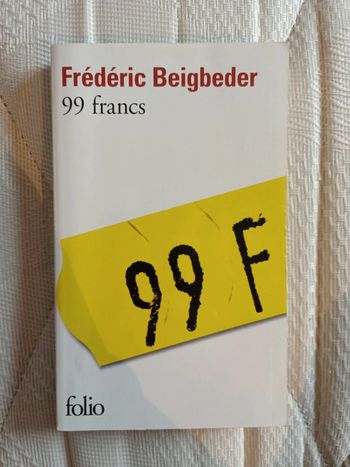 Frédéric Beigbeder
99 francs
99 F
folio